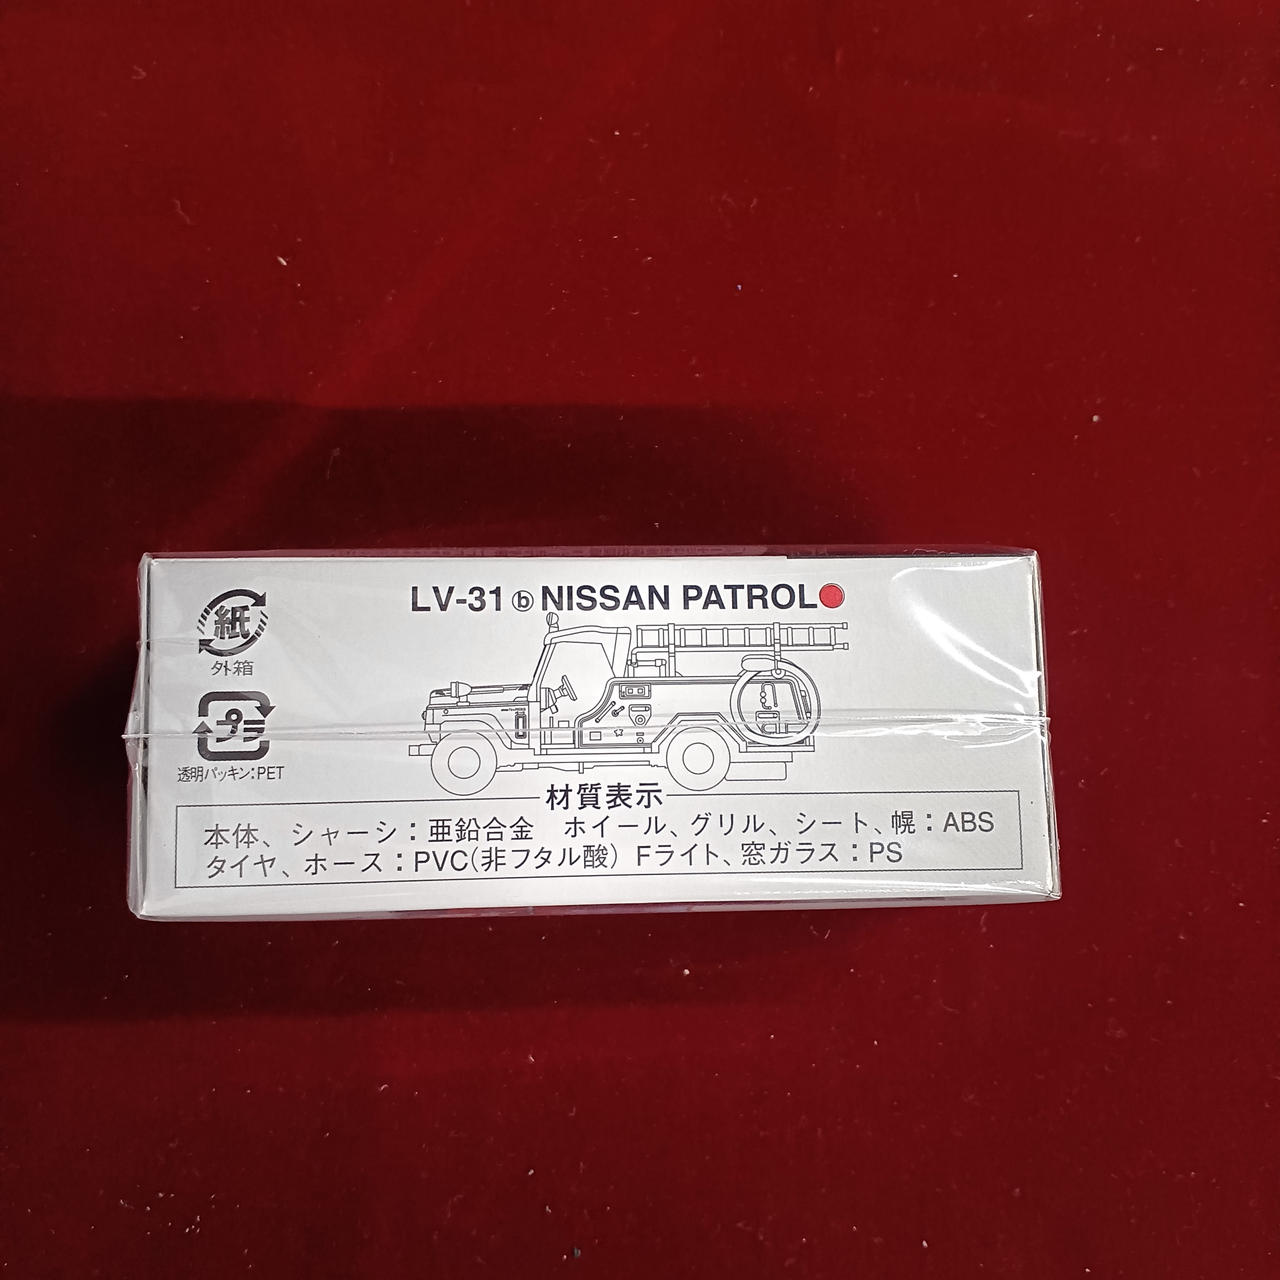 LV-31 ⓑ NISSAN PATROL
紙
外箱
プラ
透明パッキン:PET
材質表示
本体、シャーシ：亜鉛合金　ホイール、グリル、シート、幌：ABS
タイヤ、ホース：PVC(非フタル酸) Fライト、窓ガラス：PS